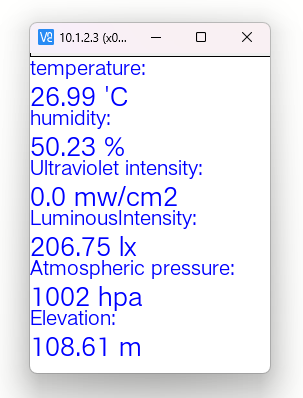 10.1.2.3 (x0...
temperature:
26.99 'C
humidity:
50.23 %
Ultraviolet intensity:
0.0 mw/cm2
LuminousIntensity:
206.75 lx
Atmospheric pressure:
1002 hpa
Elevation:
108.61 m